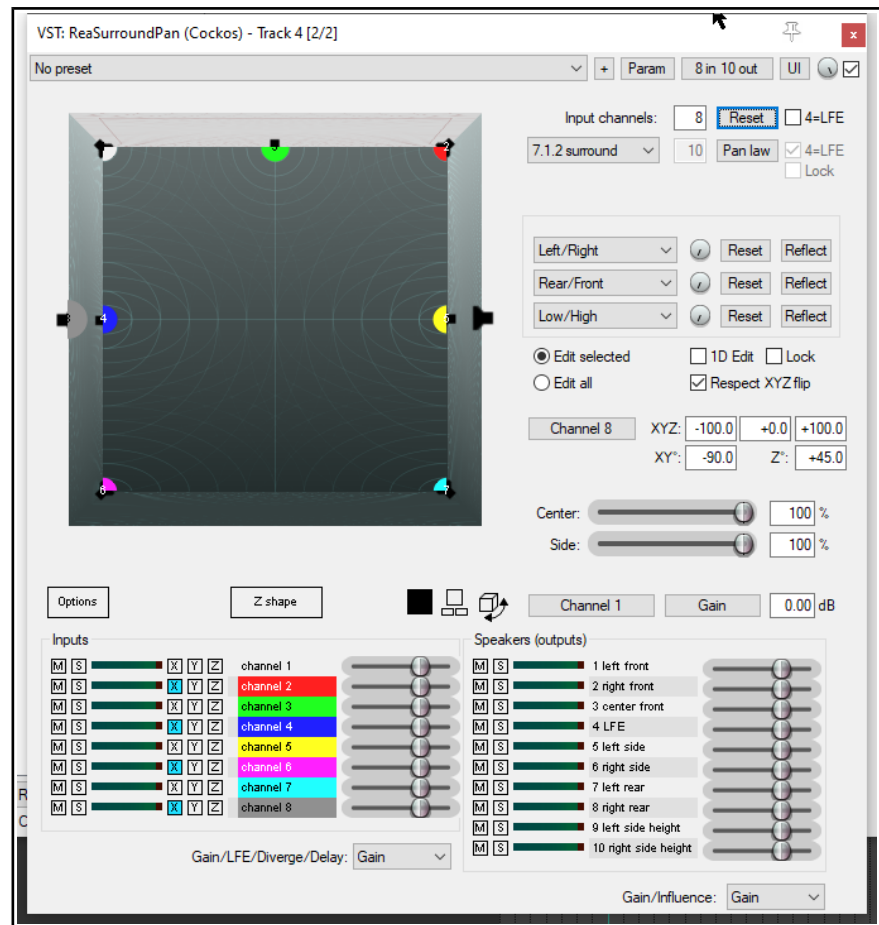 VST: ReaSurroundPan (Cockos) - Track 4 [2/2]
x
No preset + Param 8 in 10 out UI
Input channels: 8 Reset 4=LFE
7.1.2 surround 10 Pan law 4=LFE
Lock
2
Left/Right Reset Reflect
Rear/Front Reset Reflect
Low/High Reset Reflect
4
Edit selected 1D Edit Lock
Edit all Respect XYZ flip
Channel 8 XYZ: -100.0 +0.0 +100.0
XY°: -90.0 Z°: +45.0
6 7
Center: 100 %
Side: 100 %
Options Z shape Channel 1 Gain 0.00 dB
Inputs
M S X Y Z channel 1
M S X Y Z channel 2
M S X Y Z channel 3
M S X Y Z channel 4
M S X Y Z channel 5
M S X Y Z channel 6
M S X Y Z channel 7
M S X Y Z channel 8
Gain/LFE/Diverge/Delay: Gain
Speakers (outputs)
M S 1 left front
M S 2 right front
M S 3 center front
M S 4 LFE
M S 5 left side
M S 6 right side
M S 7 left rear
M S 8 right rear
M S 9 left side height
M S 10 right side height
Gain/Influence: Gain
R
C